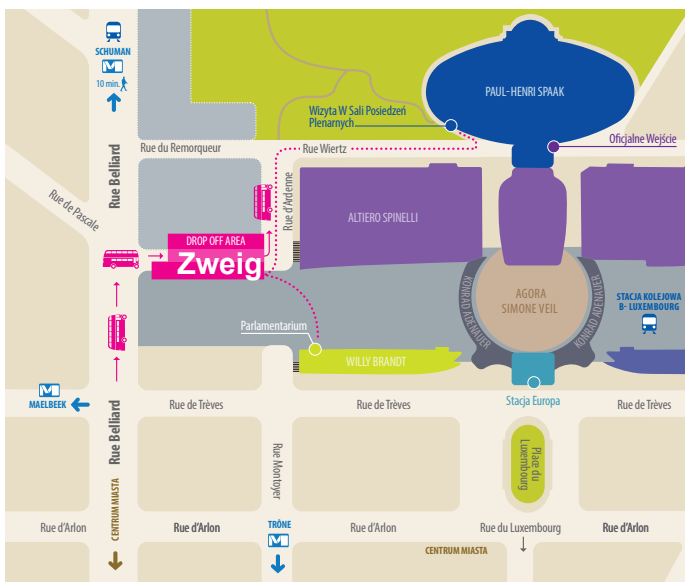 SCHUMAN
10 min.
PAUL-HENRI SPAAK
Wizyta W Sali Posiedzeń
Plenarnych
Oficjalne Wejście
Rue du Remorqueur
Rue Wiertz
Rue Belliard
Rue de Pascale
Rue d'Ardenne
ALTIERO SPINELLI
DROP OFF AREA
Zweig
KONRAD ADENAUER
AGORA
SIMONE VEIL
KONRAD ADENAUER
STACJA KOLEJOWA
B- LUXEMBOURG
Parlamentarium
WILLY BRANDT
MAELBEEK
Rue Belliard
Rue de Trèves
Rue de Trèves
Stacja Europa
Rue de Trèves
Rue Montoyer
Place du
Luxembourg
CENTRUM MIASTA
Rue d'Arlon
Rue d'Arlon
TRÔNE
Rue d'Arlon
Rue du Luxembourg
Rue d'Arlon
CENTRUM MIASTA